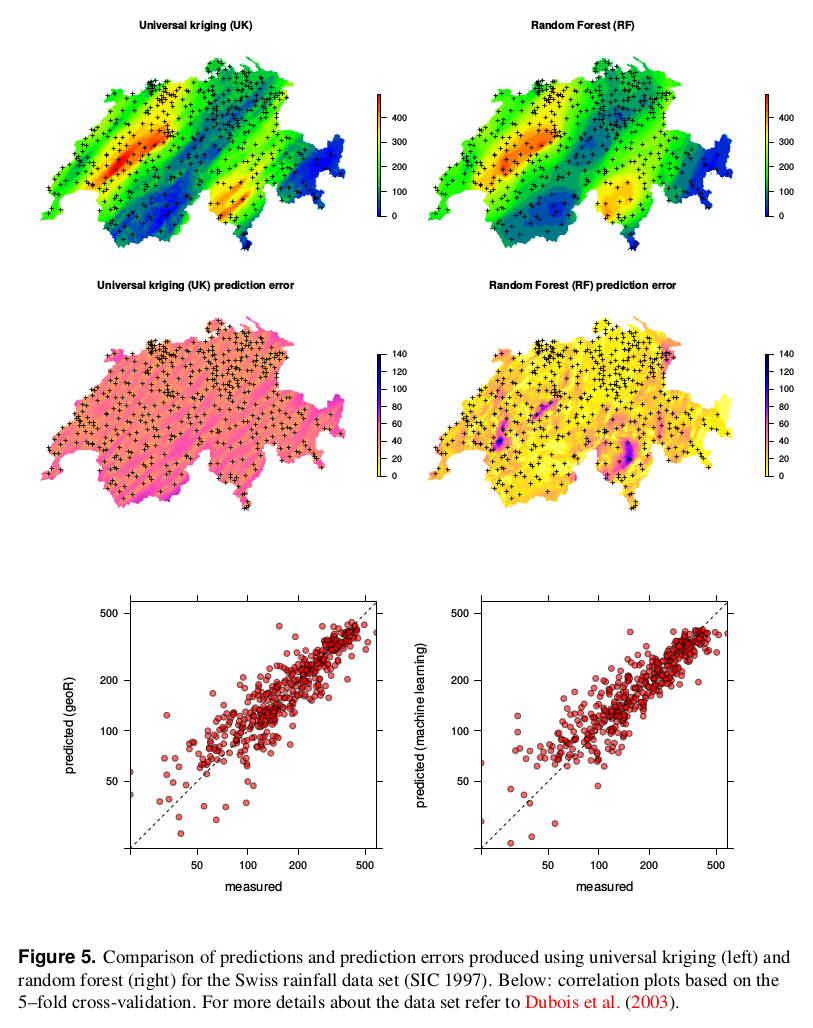 Universal kriging (UK)
Random Forest (RF)
400
300
200
100
0
400
300
200
100
0
Universal kriging (UK) prediction error
Random Forest (RF) prediction error
140
120
100
80
60
40
20
0
140
120
100
80
60
40
20
0
predicted (geoR)
500
200
100
50
50 100 200 500
measured
predicted (machine learning)
500
200
100
50
50 100 200 500
measured
Figure 5. Comparison of predictions and prediction errors produced using universal kriging (left) and
random forest (right) for the Swiss rainfall data set (SIC 1997). Below: correlation plots based on the
5–fold cross-validation. For more details about the data set refer to Dubois et al. (2003).